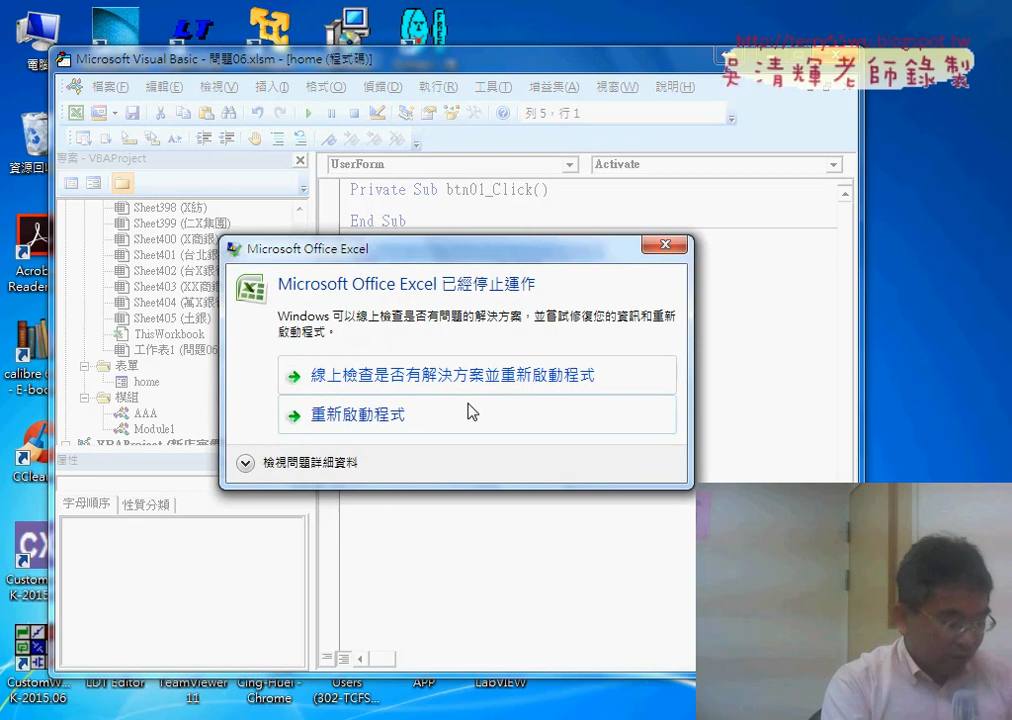 http://terry55wu.blogspot.tw
吳清輝老師錄製
電腦
LT
Microsoft Visual Basic - 問題06.xlsm - [home (程式碼)]
檔案(F) 編輯(E) 檢視(V) 插入(I) 格式(O) 偵錯(D) 執行(R) 工具(T) 增益集(A) 視窗(W) 說明(H)
列 5，行 1
專案 - VBAProject
UserForm
Activate
Private Sub btn01_Click()
End Sub
資源回
Sheet398 (X紡)
Sheet399 (仁X集團)
Sheet400 (X商銀)
Sheet401 (台北銀
Sheet402 (台X銀
Sheet403 (XX商
Sheet404 (萬X銀
Sheet405 (土銀)
ThisWorkbook
工作表1 (問題06
表單
home
模組
AAA
Module1
屬性
字母順序 性質分類
Microsoft Office Excel
Microsoft Office Excel 已經停止運作
Windows 可以線上檢查是否有問題的解決方案，並嘗試修復您的資訊和重新
啟動程式。
線上檢查是否有解決方案並重新啟動程式
重新啟動程式
檢視問題詳細資料
Acrob
Reader
calibre 6
- E-boo
CClea
CX
Custom
K-2015
CustomW...
K-2015.06
LDT Editor
TeamViewer
11
Ging-Huei -
Chrome
Users
(302-TCFS...
APP
LabVIEW